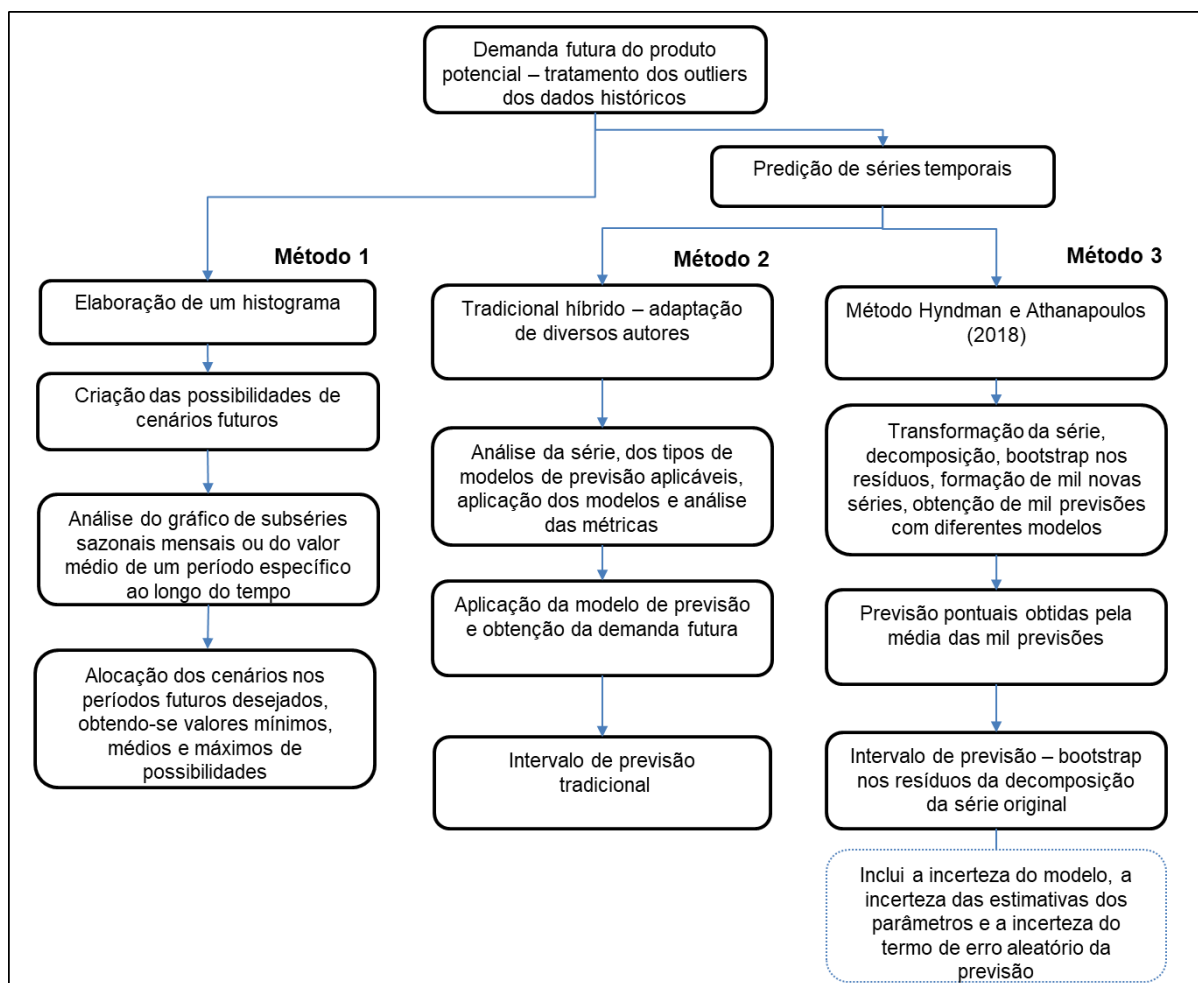 Demanda futura do produto
potencial – tratamento dos outliers
dos dados históricos
Predição de séries temporais
Método 1
Elaboração de um histograma
Criação das possibilidades de
cenários futuros
Análise do gráfico de subséries
sazonais mensais ou do valor
médio de um período específico
ao longo do tempo
Alocação dos cenários nos
períodos futuros desejados,
obtendo-se valores mínimos,
médios e máximos de
possibilidades
Método 2
Tradicional híbrido – adaptação
de diversos autores
Análise da série, dos tipos de
modelos de previsão aplicáveis,
aplicação dos modelos e análise
das métricas
Aplicação da modelo de previsão
e obtenção da demanda futura
Intervalo de previsão
tradicional
Método 3
Método Hyndman e Athanapoulos
(2018)
Transformação da série,
decomposição, bootstrap nos
resíduos, formação de mil novas
séries, obtenção de mil previsões
com diferentes modelos
Previsão pontuais obtidas pela
média das mil previsões
Intervalo de previsão – bootstrap
nos resíduos da decomposição
da série original
Inclui a incerteza do modelo, a
incerteza das estimativas dos
parâmetros e a incerteza do
termo de erro aleatório da
previsão